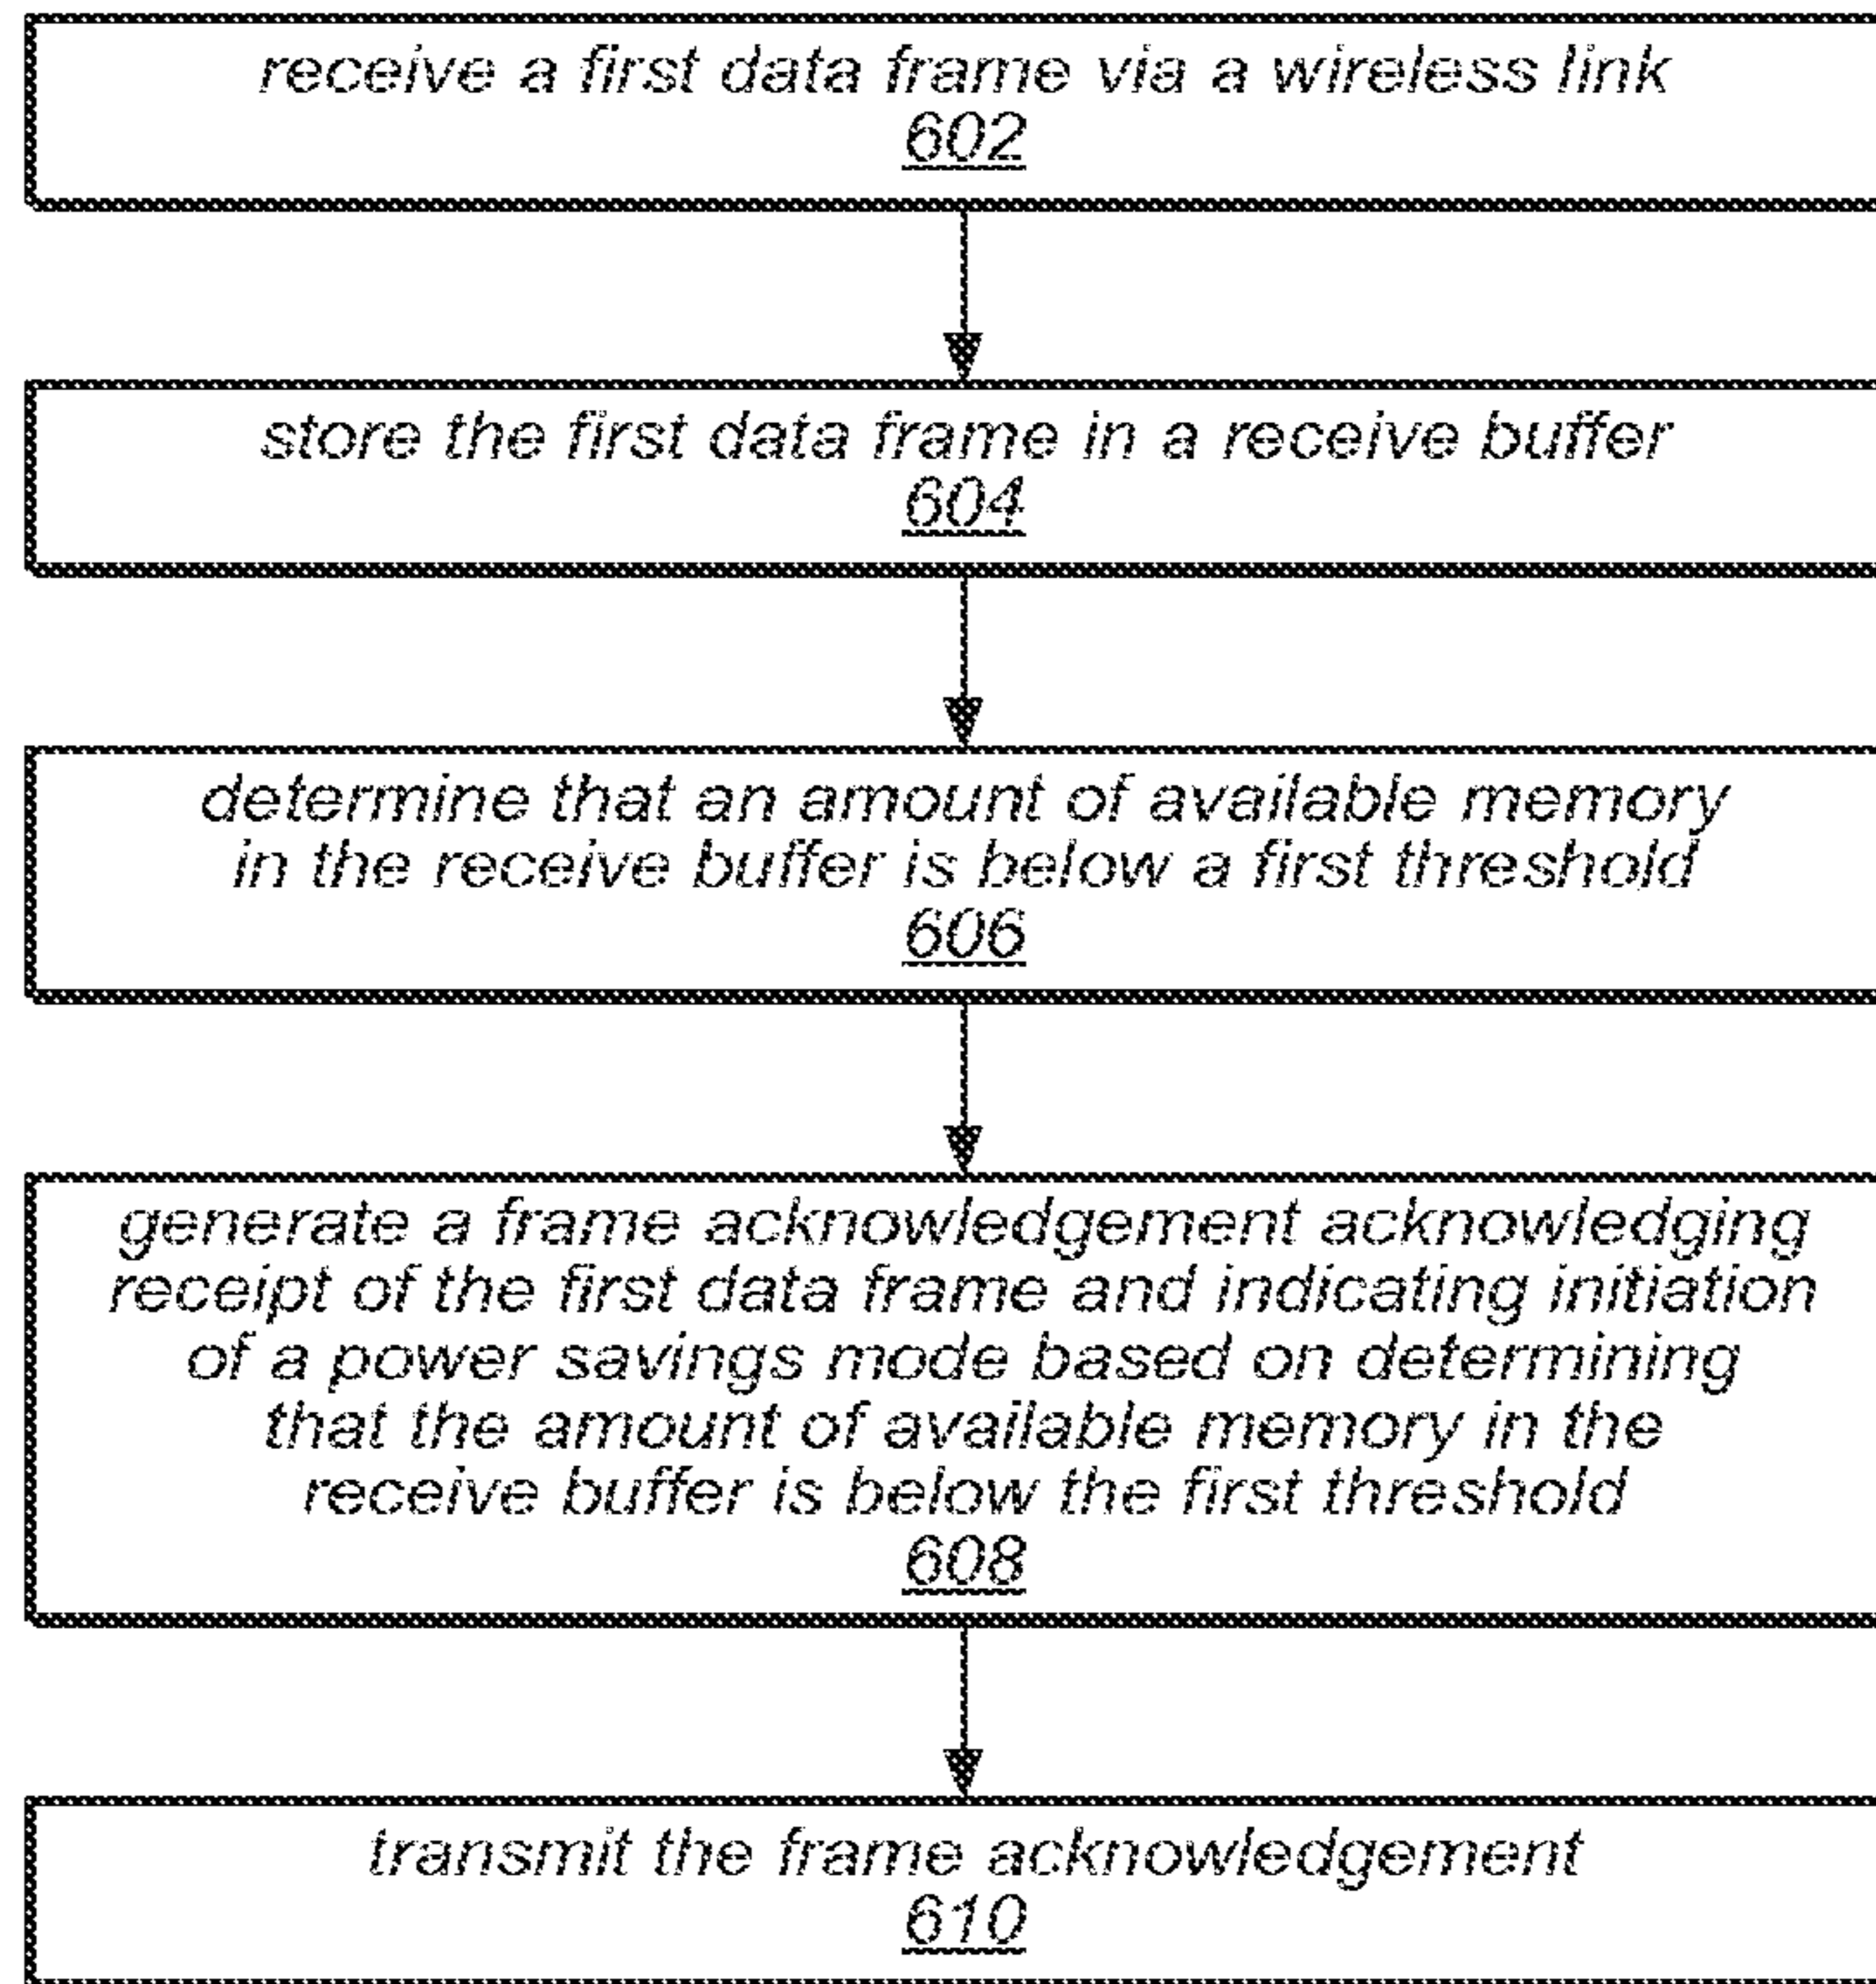 receive a first data frame via a wireless link
602
store the first data frame in a receive buffer
604
determine that an amount of available memory
in the receive buffer is below a first threshold
606
generate a frame acknowledgement acknowledging
receipt of the first data frame and indicating initiation
of a power savings mode based on determining
that the amount of available memory in the
receive buffer is below the first threshold
608
transmit the frame acknowledgement
610